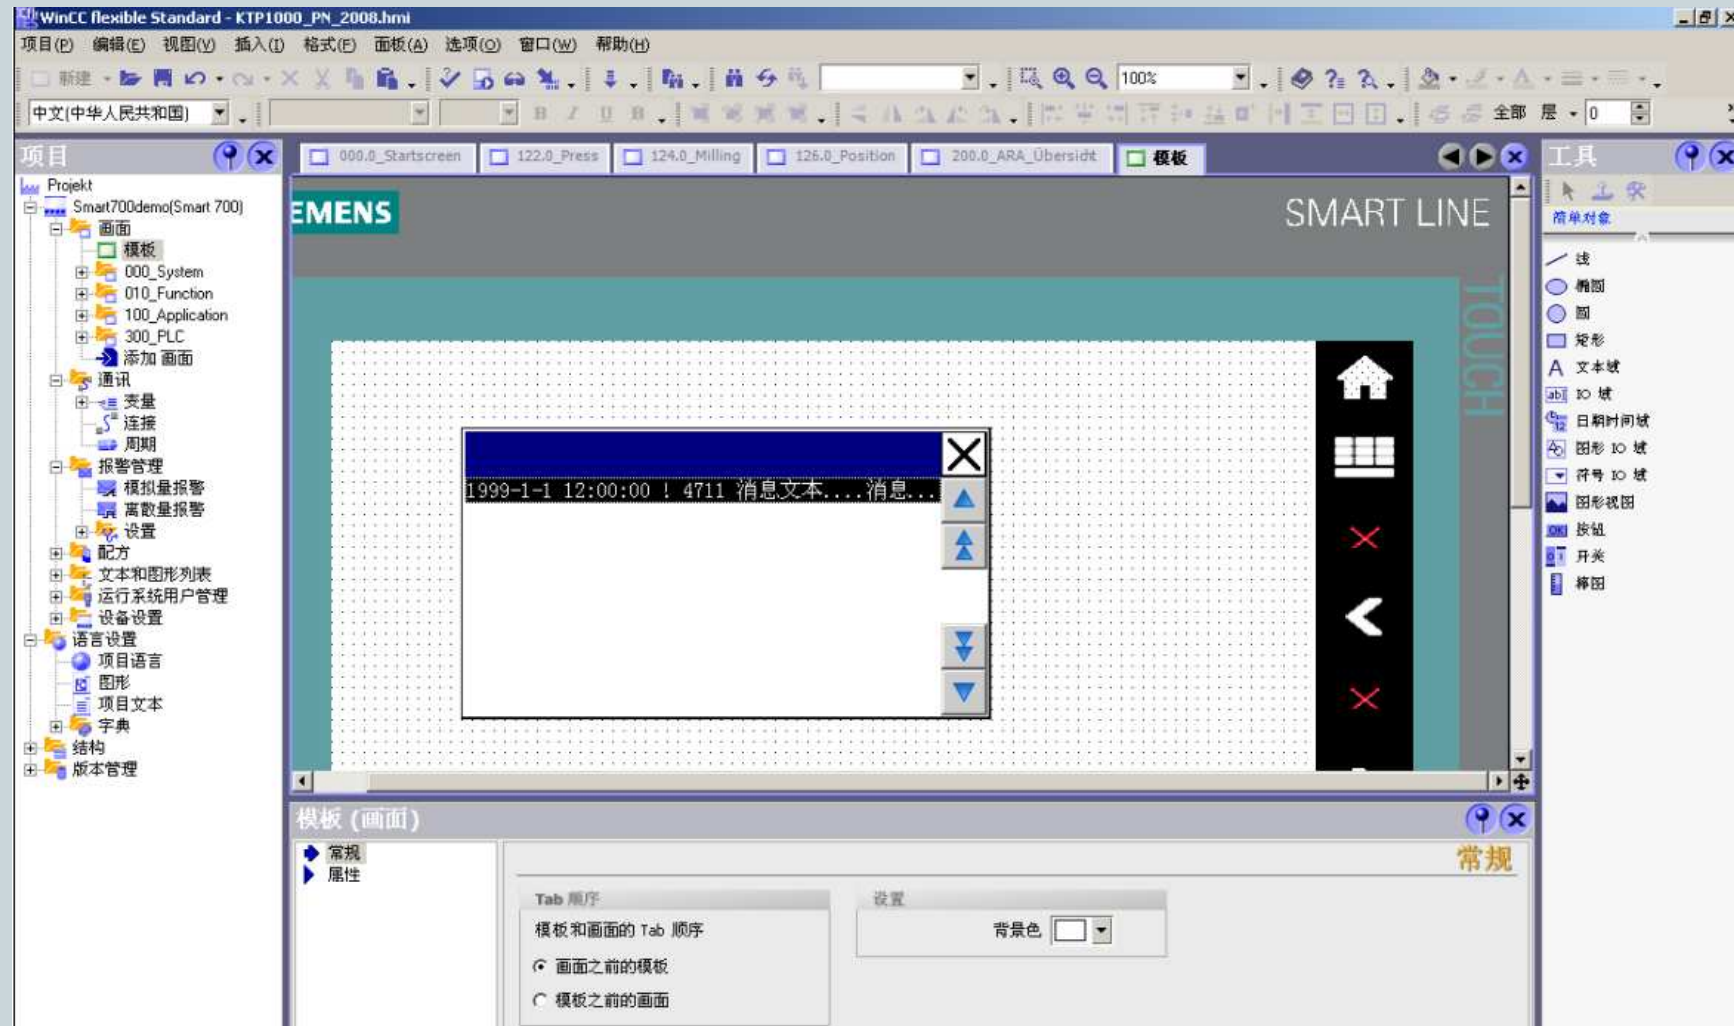 WinCC flexible Standard - KTP1000_PN_2008.hmi
项目(P) 编辑(E) 视图(V) 插入(I) 格式(F) 面板(A) 选项(O) 窗口(W) 帮助(H)
新建 100%
中文(中华人民共和国) B I U B 全部 层 0
项目
Projekt
Smart700demo(Smart 700)
画面
模板
000_System
010_Function
100_Application
300_PLC
添加 画面
通讯
变量
连接
周期
报警管理
模拟量报警
离散量报警
设置
配方
文本和图形列表
运行系统用户管理
设备设置
语言设置
项目语言
图形
项目文本
字典
结构
版本管理
000.0_Startscreen 122.0_Press 124.0_Milling 126.0_Position 200.0_ARA_Übersicht 模板
EMENS SMART LINE
TOUCH
1999-1-1 12:00:00 ! 4711 消息文本....消息...
模板 (画面)
常规
属性
常规
Tab 顺序
模板和画面的 Tab 顺序
画面之前的模板
模板之前的画面
设置
背景色
工具
简单对象
线
椭圆
圆
矩形
A 文本域
abI IO 域
12 日期时间域
图形 IO 域
符号 IO 域
图形视图
OK 按钮
开关
棒图